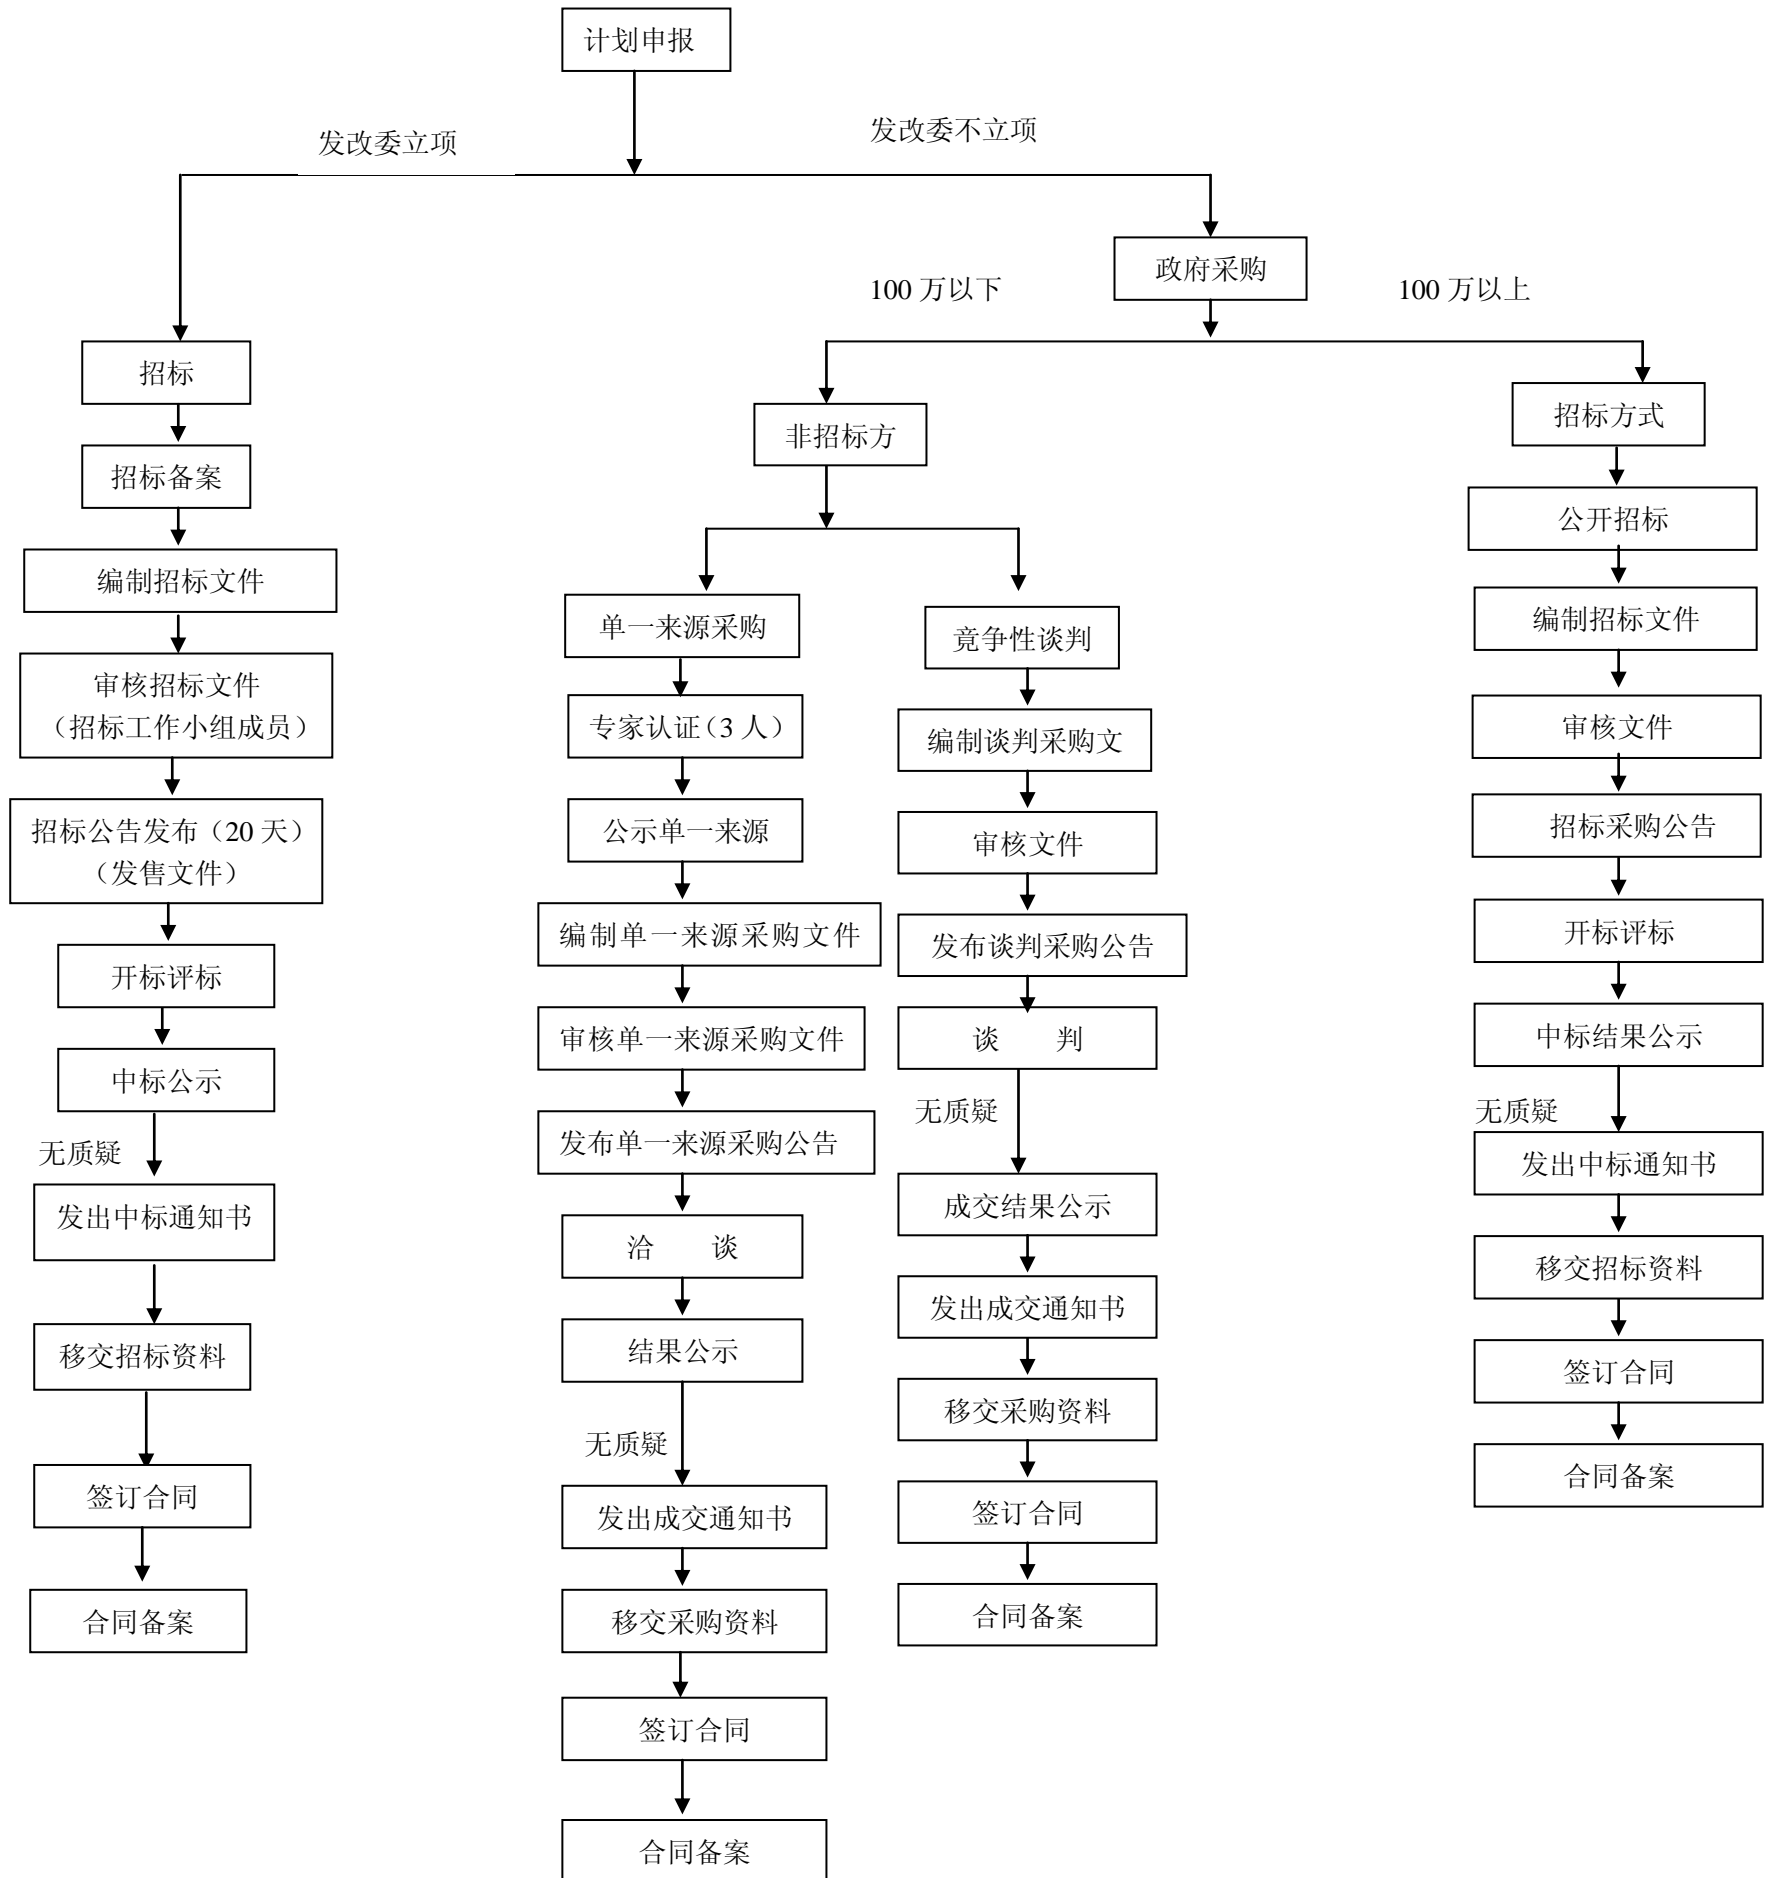 计划申报
发改委立项
发改委不立项
政府采购
100 万以下
100 万以上
招标
招标备案
编制招标文件
审核招标文件
（招标工作小组成员）
招标公告发布（20 天）
（发售文件）
开标评标
中标公示
无质疑
发出中标通知书
移交招标资料
签订合同
合同备案
非招标方
单一来源采购
专家认证（3 人）
公示单一来源
编制单一来源采购文件
审核单一来源采购文件
发布单一来源采购公告
洽 谈
结果公示
无质疑
发出成交通知书
移交采购资料
签订合同
合同备案
竞争性谈判
编制谈判采购文
审核文件
发布谈判采购公告
谈 判
无质疑
成交结果公示
发出成交通知书
移交采购资料
签订合同
合同备案
招标方式
公开招标
编制招标文件
审核文件
招标采购公告
开标评标
中标结果公示
无质疑
发出中标通知书
移交招标资料
签订合同
合同备案